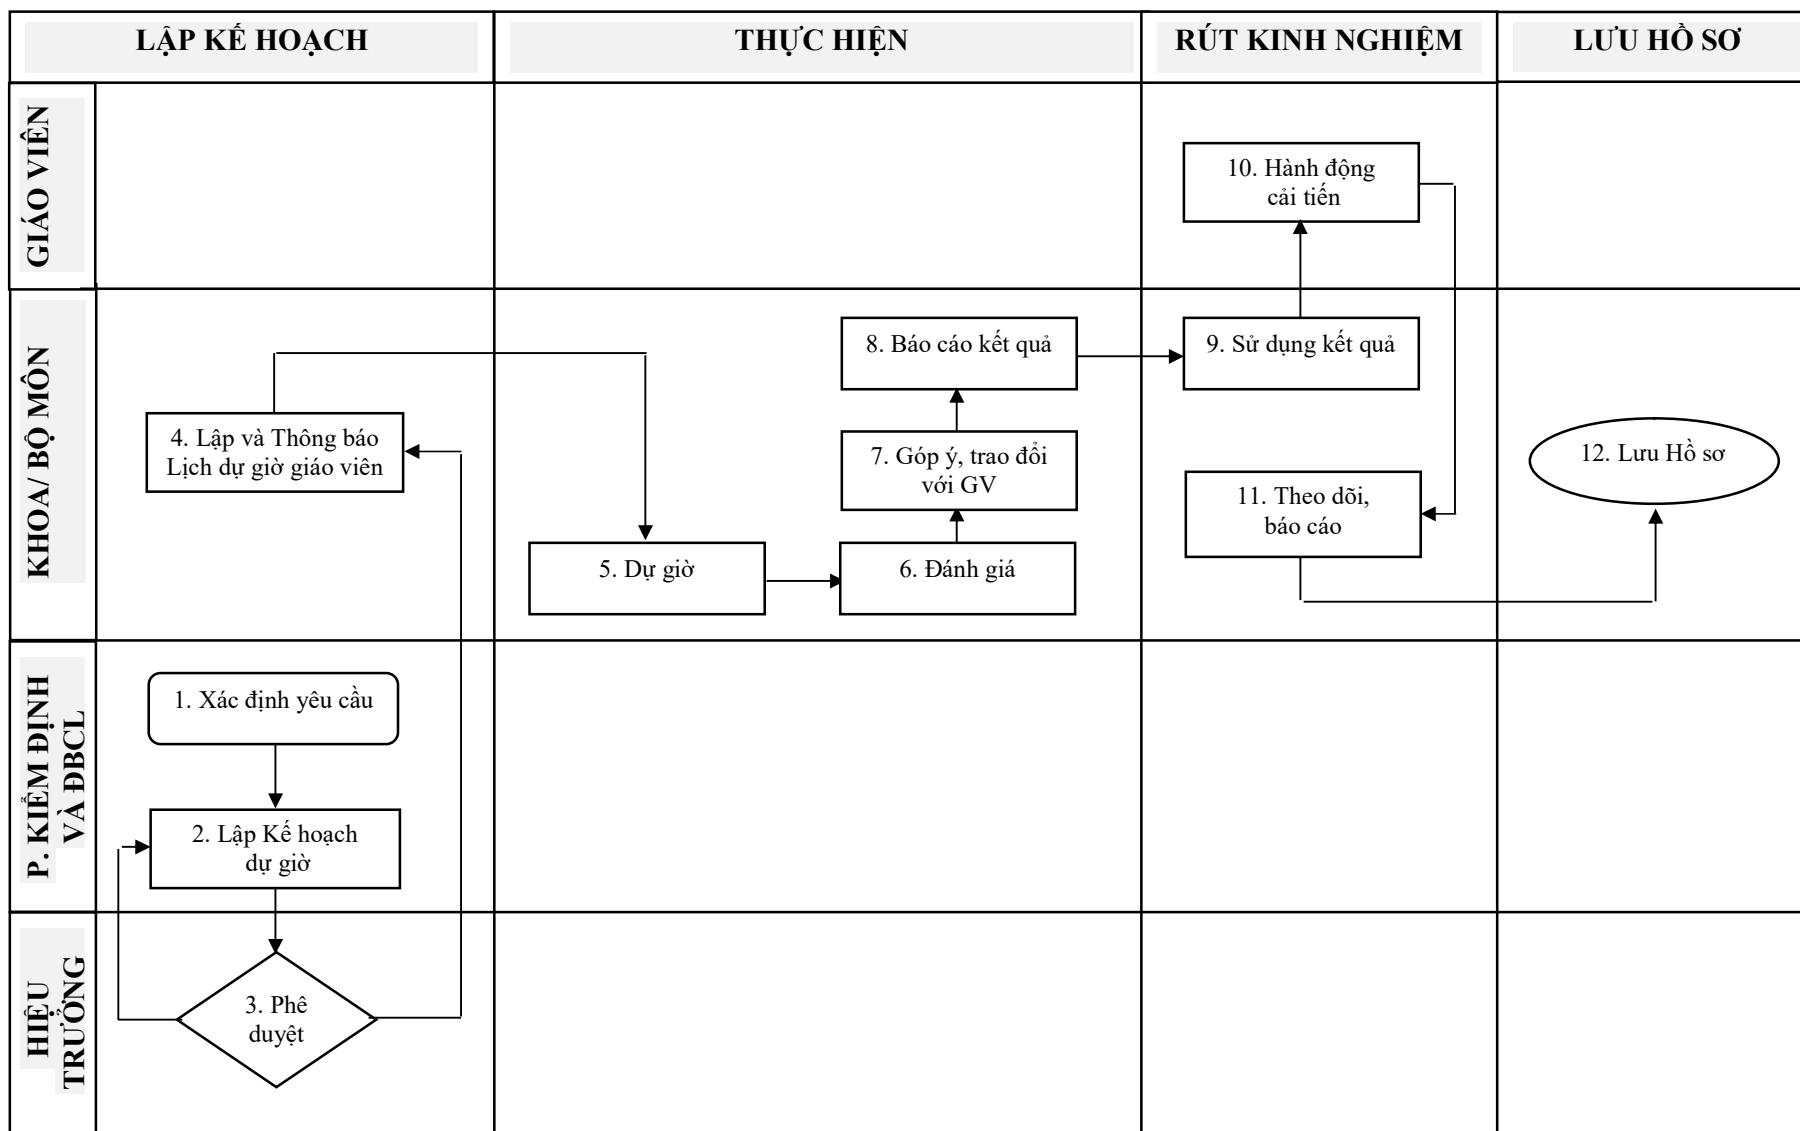 LẬP KẾ HOẠCH
THỰC HIỆN
RÚT KINH NGHIỆM
LƯU HỒ SƠ
GIÁO VIÊN
10. Hành động
cải tiến
KHOA/ BỘ MÔN
4. Lập và Thông báo
Lịch dự giờ giáo viên
8. Báo cáo kết quả
7. Góp ý, trao đổi
với GV
5. Dự giờ
6. Đánh giá
9. Sử dụng kết quả
11. Theo dõi,
báo cáo
12. Lưu Hồ sơ
P. KIỂM ĐỊNH
VÀ ĐBCL
1. Xác định yêu cầu
2. Lập Kế hoạch
dự giờ
HIỆU
TRƯỞNG
3. Phê
duyệt